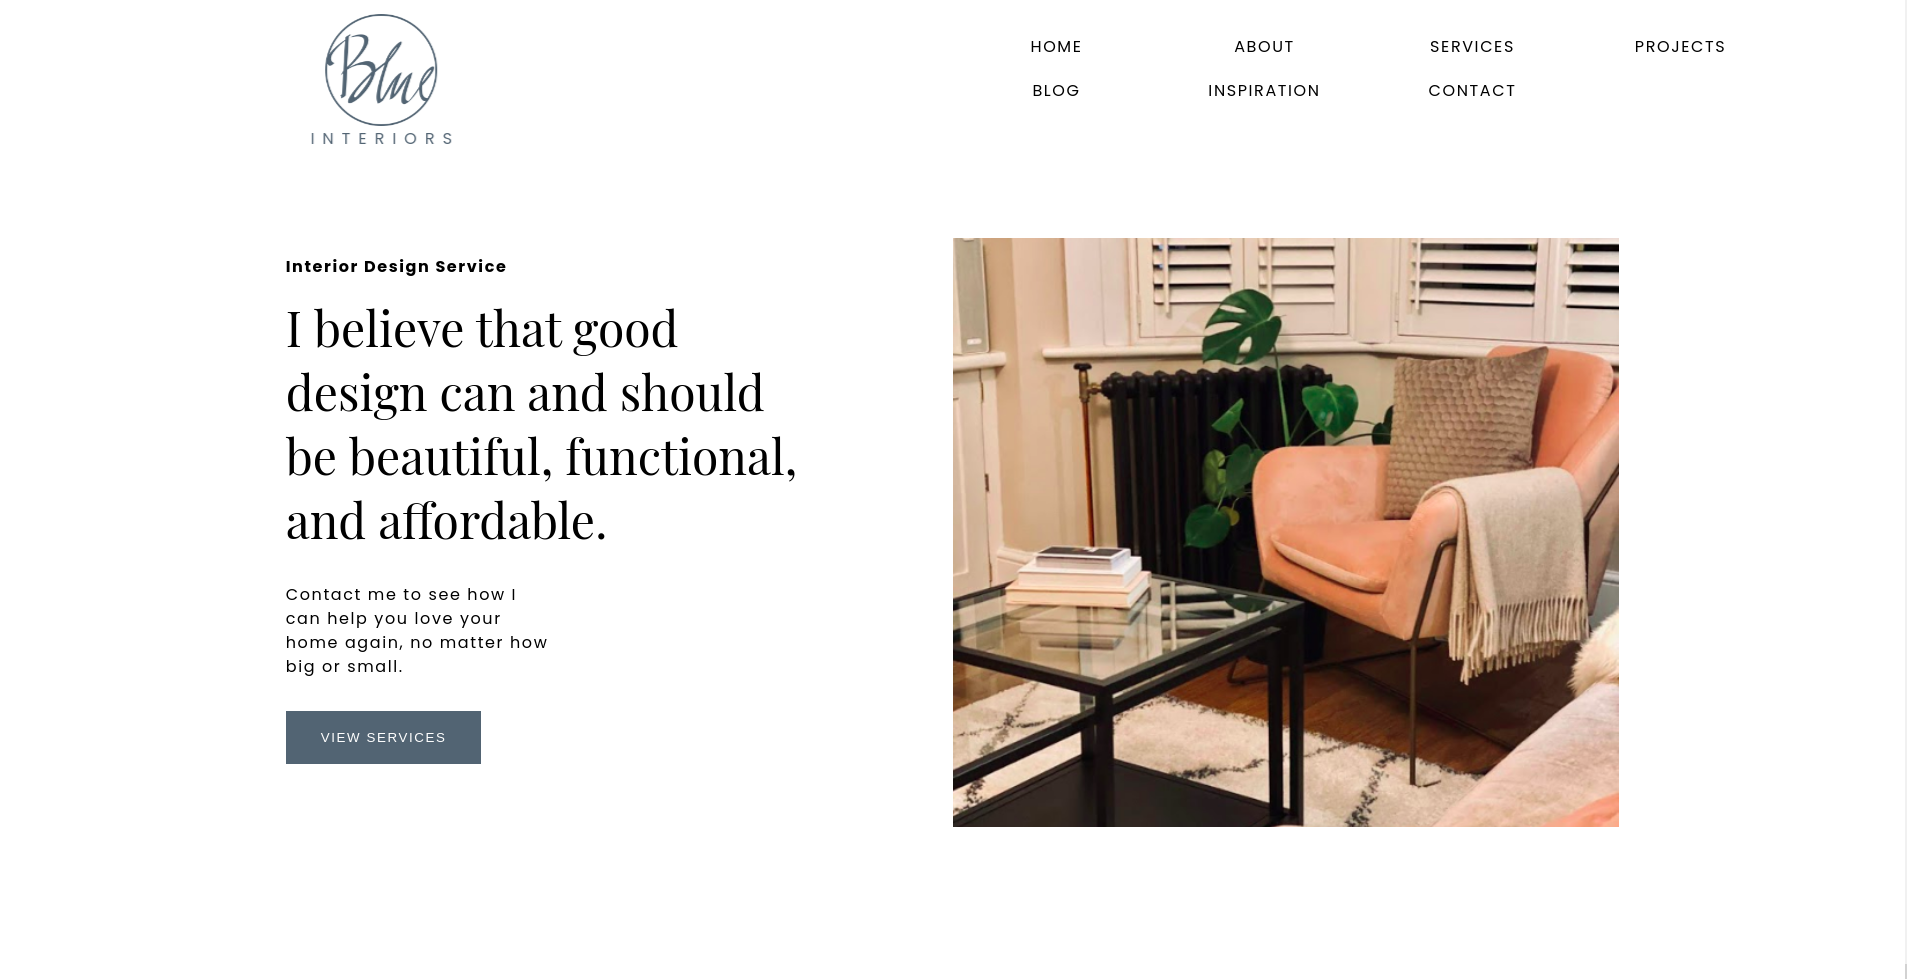 Blue
INTERIORS
HOME ABOUT SERVICES PROJECTS
BLOG INSPIRATION CONTACT
Interior Design Service
I believe that good
design can and should
be beautiful, functional,
and affordable.
Contact me to see how I
can help you love your
home again, no matter how
big or small.
VIEW SERVICES